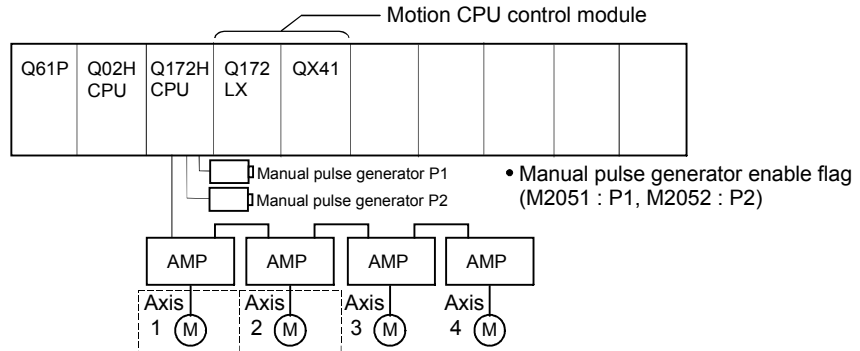 Motion CPU control module
Q61P Q02H CPU Q172H CPU Q172 LX QX41
Manual pulse generator P1
Manual pulse generator P2
• Manual pulse generator enable flag
(M2051 : P1, M2052 : P2)
AMP AMP AMP AMP
Axis 1 M Axis 2 M Axis 3 M Axis 4 M